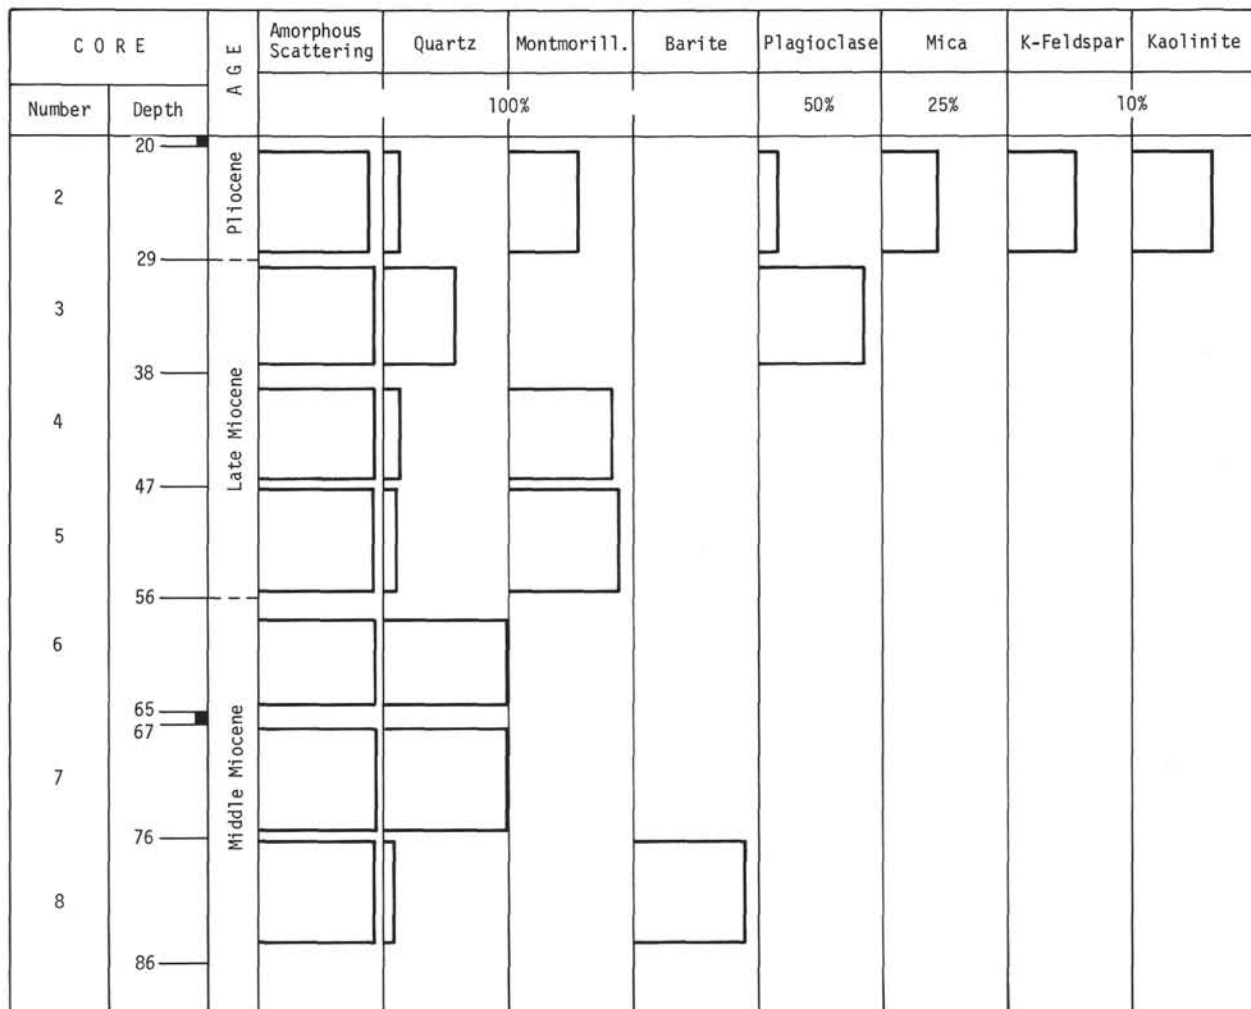 CORE
AGE
Amorphous
Scattering
Quartz
Montmorill.
Barite
Plagioclase
Mica
K-Feldspar
Kaolinite
Number
Depth
100%
50%
25%
10%
20
2
Pliocene
29
3
38
4
Late Miocene
47
5
56
6
65
67
7
Middle Miocene
76
8
86